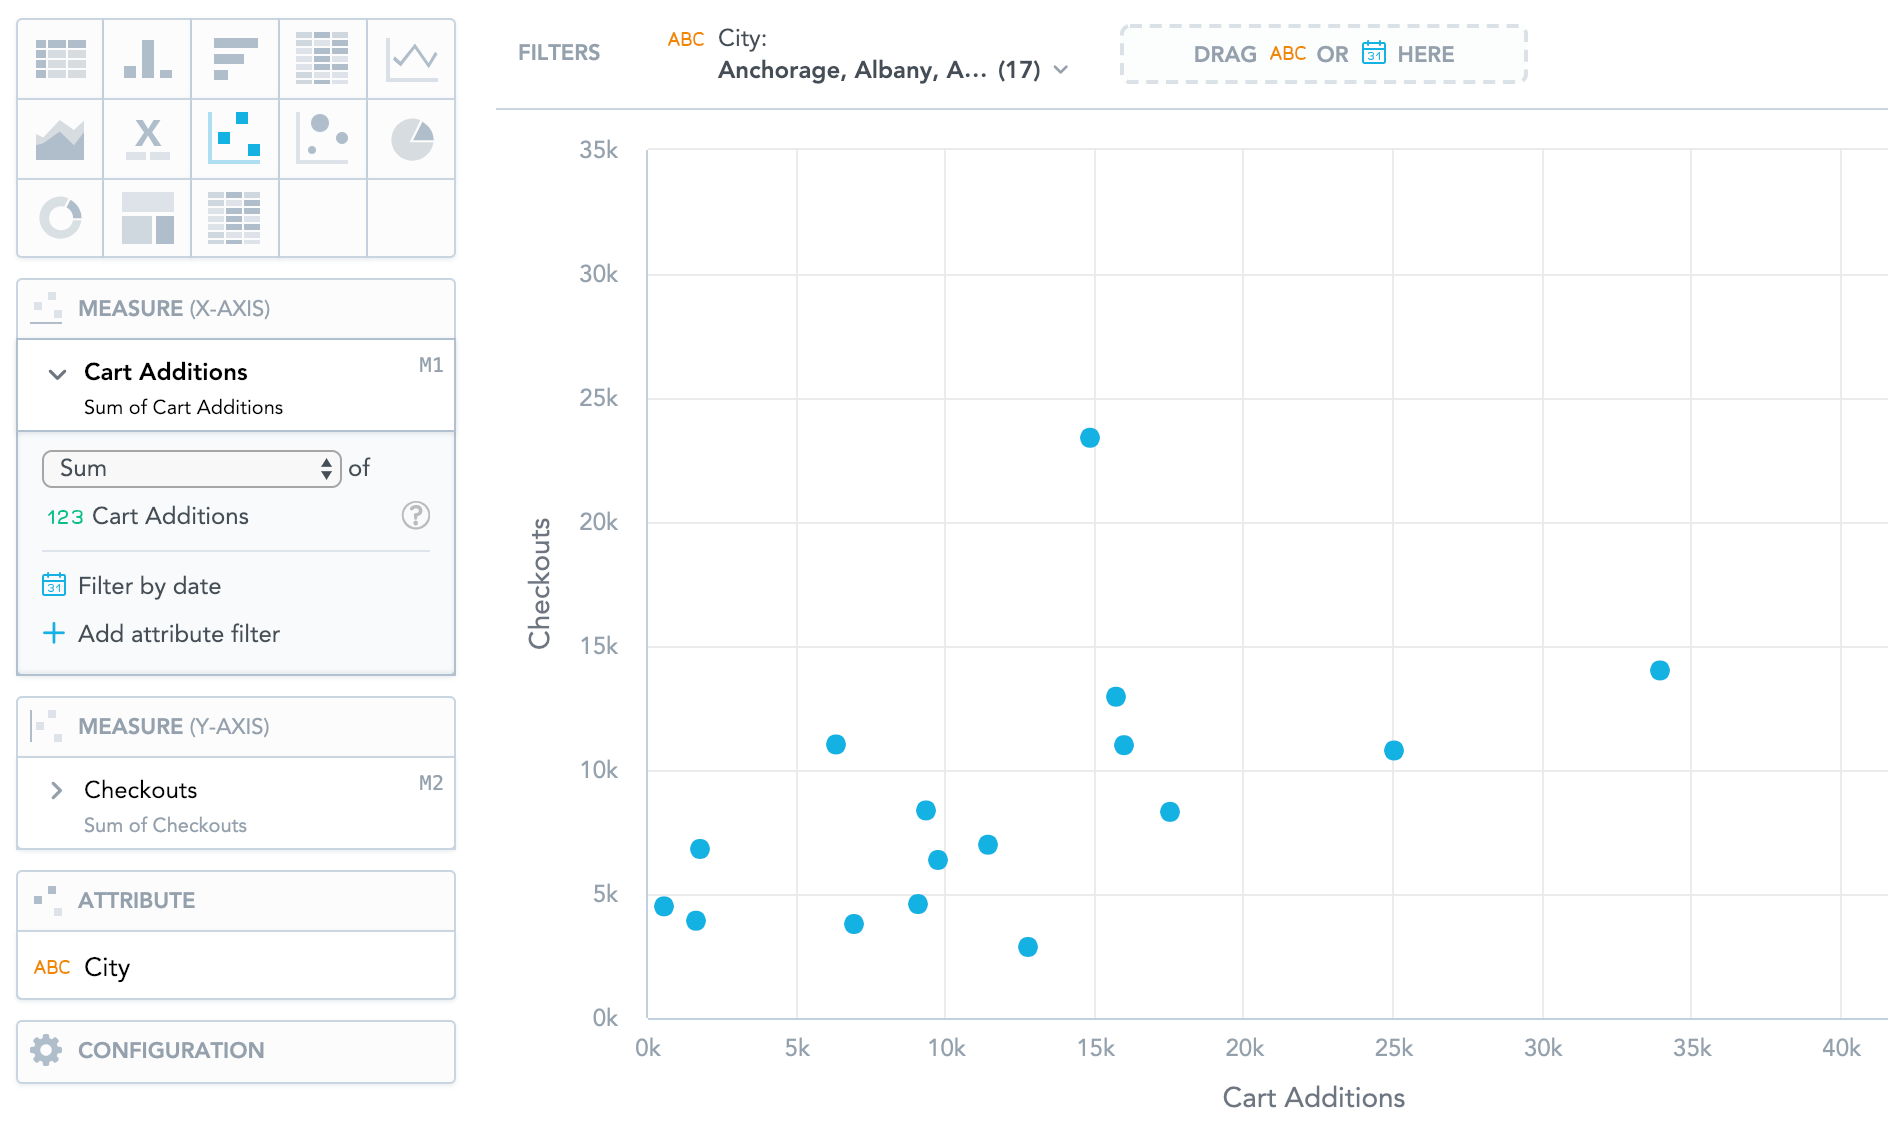 FILTERS
ABC City:
Anchorage, Albany, A... (17)
DRAG ABC OR 31 HERE
X
MEASURE (X-AXIS)
Cart Additions M1
Sum of Cart Additions
Sum of
123 Cart Additions ?
31 Filter by date
+ Add attribute filter
MEASURE (Y-AXIS)
Checkouts M2
Sum of Checkouts
ATTRIBUTE
ABC City
CONFIGURATION
35k
30k
25k
20k
15k
10k
5k
0k
Checkouts
0k 5k 10k 15k 20k 25k 30k 35k 40k
Cart Additions